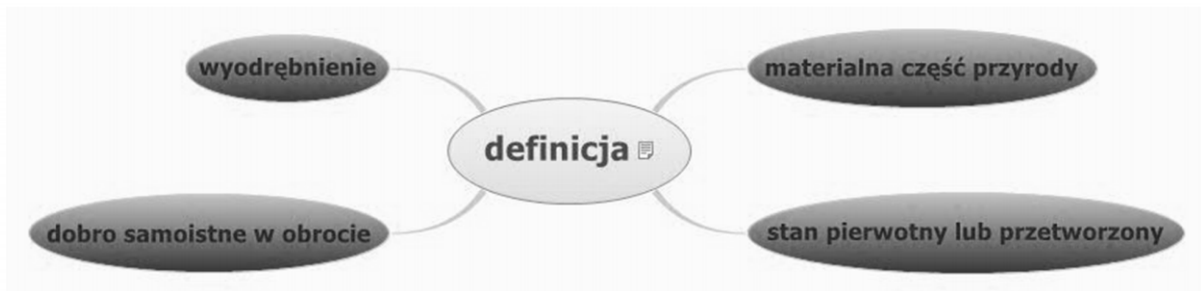 wyodrębnienie
materialna część przyrody
definicja
dobro samoistne w obrocie
stan pierwotny lub przetworzony